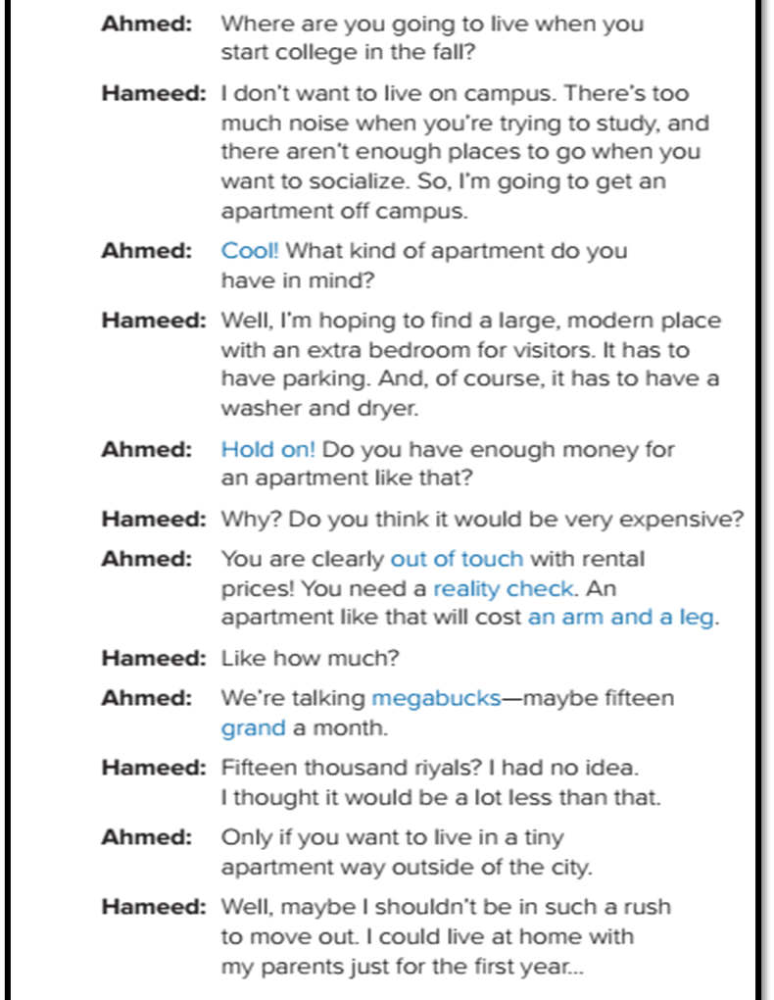 Ahmed: Where are you going to live when you
start college in the fall?
Hameed: I don't want to live on campus. There's too
much noise when you're trying to study, and
there aren't enough places to go when you
want to socialize. So, I'm going to get an
apartment off campus.
Ahmed: Cool! What kind of apartment do you
have in mind?
Hameed: Well, I'm hoping to find a large, modern place
with an extra bedroom for visitors. It has to
have parking. And, of course, it has to have a
washer and dryer.
Ahmed: Hold on! Do you have enough money for
an apartment like that?
Hameed: Why? Do you think it would be very expensive?
Ahmed: You are clearly out of touch with rental
prices! You need a reality check. An
apartment like that will cost an arm and a leg.
Hameed: Like how much?
Ahmed: We're talking megabucks—maybe fifteen
grand a month.
Hameed: Fifteen thousand riyals? I had no idea.
I thought it would be a lot less than that.
Ahmed: Only if you want to live in a tiny
apartment way outside of the city.
Hameed: Well, maybe I shouldn't be in such a rush
to move out. I could live at home with
my parents just for the first year...